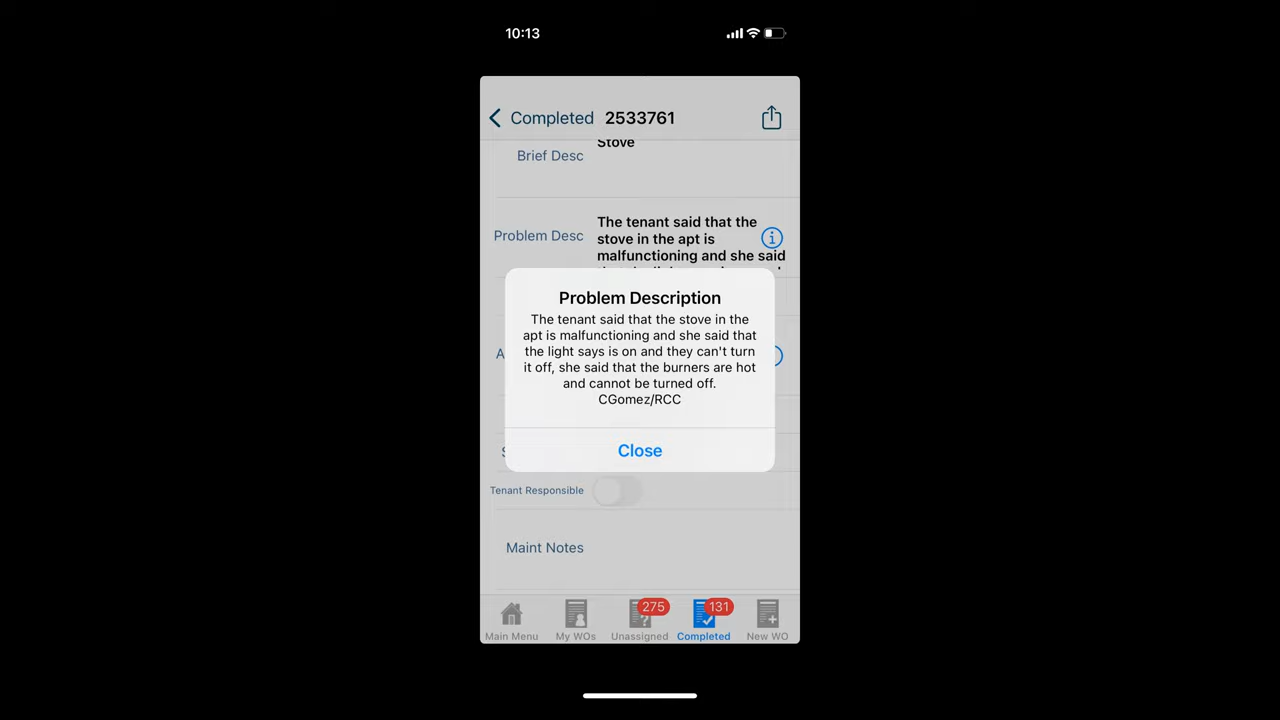 10:13
Completed 2533761
Brief Desc
Stove
Problem Desc
The tenant said that the
stove in the apt is
malfunctioning and she said
Problem Description
The tenant said that the stove in the
apt is malfunctioning and she said that
the light says is on and they can't turn
it off, she said that the burners are hot
and cannot be turned off.
CGomez/RCC
Close
Tenant Responsible
Maint Notes
275
131
Main Menu
My WOs
Unassigned
Completed
New WO